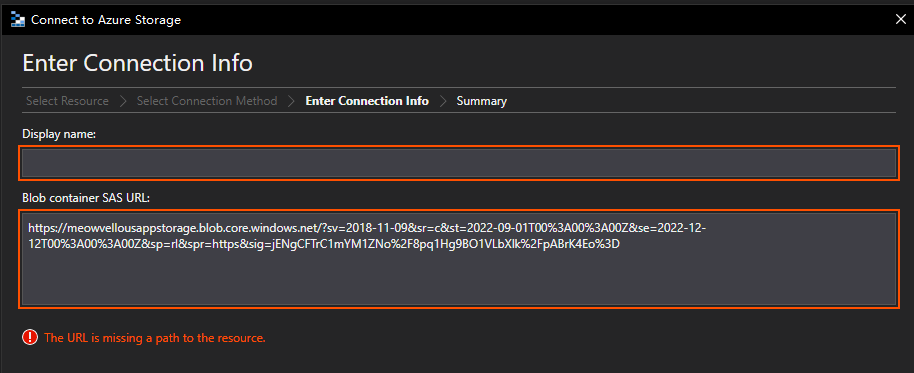 Connect to Azure Storage
Enter Connection Info
Select Resource > Select Connection Method > Enter Connection Info > Summary
Display name:
Blob container SAS URL:
https://meowvellousappstorage.blob.core.windows.net/?sv=2018-11-09&sr=c&st=2022-09-01T00%3A00%3A00Z&se=2022-12-
12T00%3A00%3A00Z&sp=rl&spr=https&sig=jENgCFTrC1mYM1ZNo%2F8pq1Hg9BO1VLbXlk%2FpABrK4Eo%3D
The URL is missing a path to the resource.